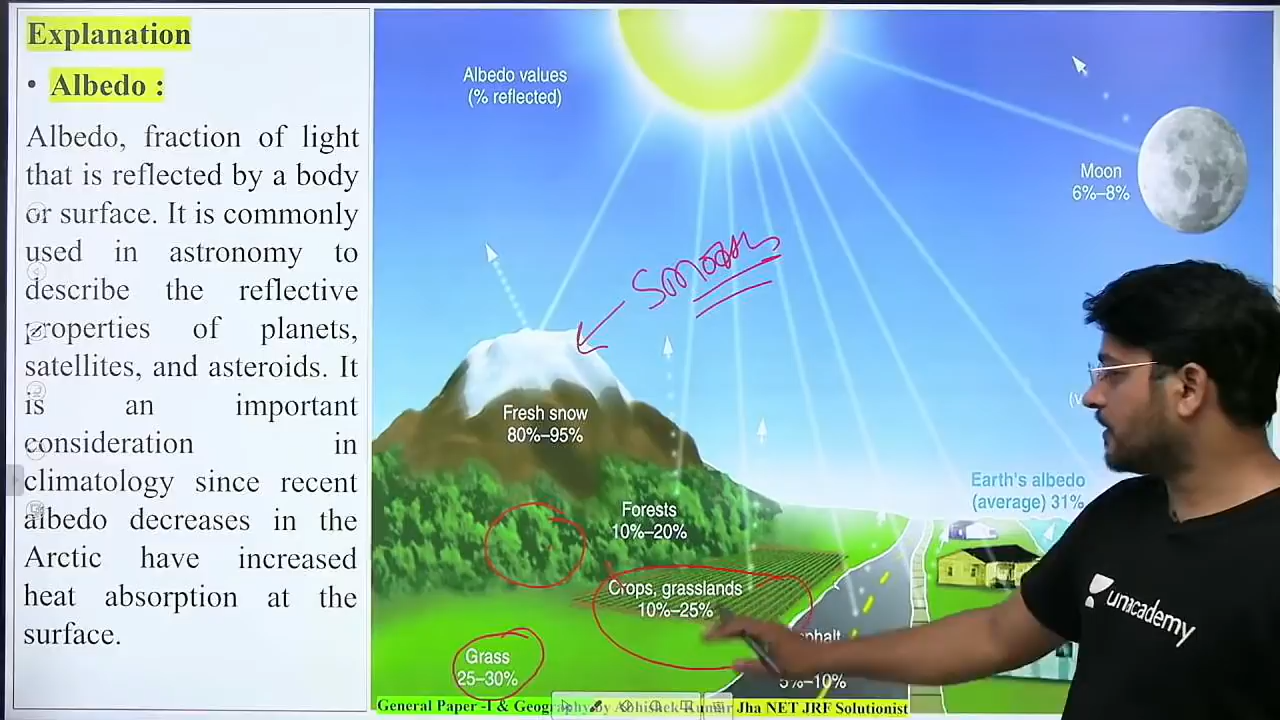 Explanation
• Albedo :
Albedo, fraction of light
that is reflected by a body
or surface. It is commonly
used in astronomy to
describe the reflective
properties of planets,
satellites, and asteroids. It
is an important
consideration in
climatology since recent
albedo decreases in the
Arctic have increased
heat absorption at the
surface.
Albedo values
(% reflected)
Moon
6%–8%
Smooth
Fresh snow
80%–95%
Earth's albedo
(average) 31%
Forests
10%–20%
Crops, grasslands
10%–25%
Grass
25–30%
5%–10%
unacademy
General Paper -I & Geography by Abhishek Kumar Jha NET JRF Solutionist